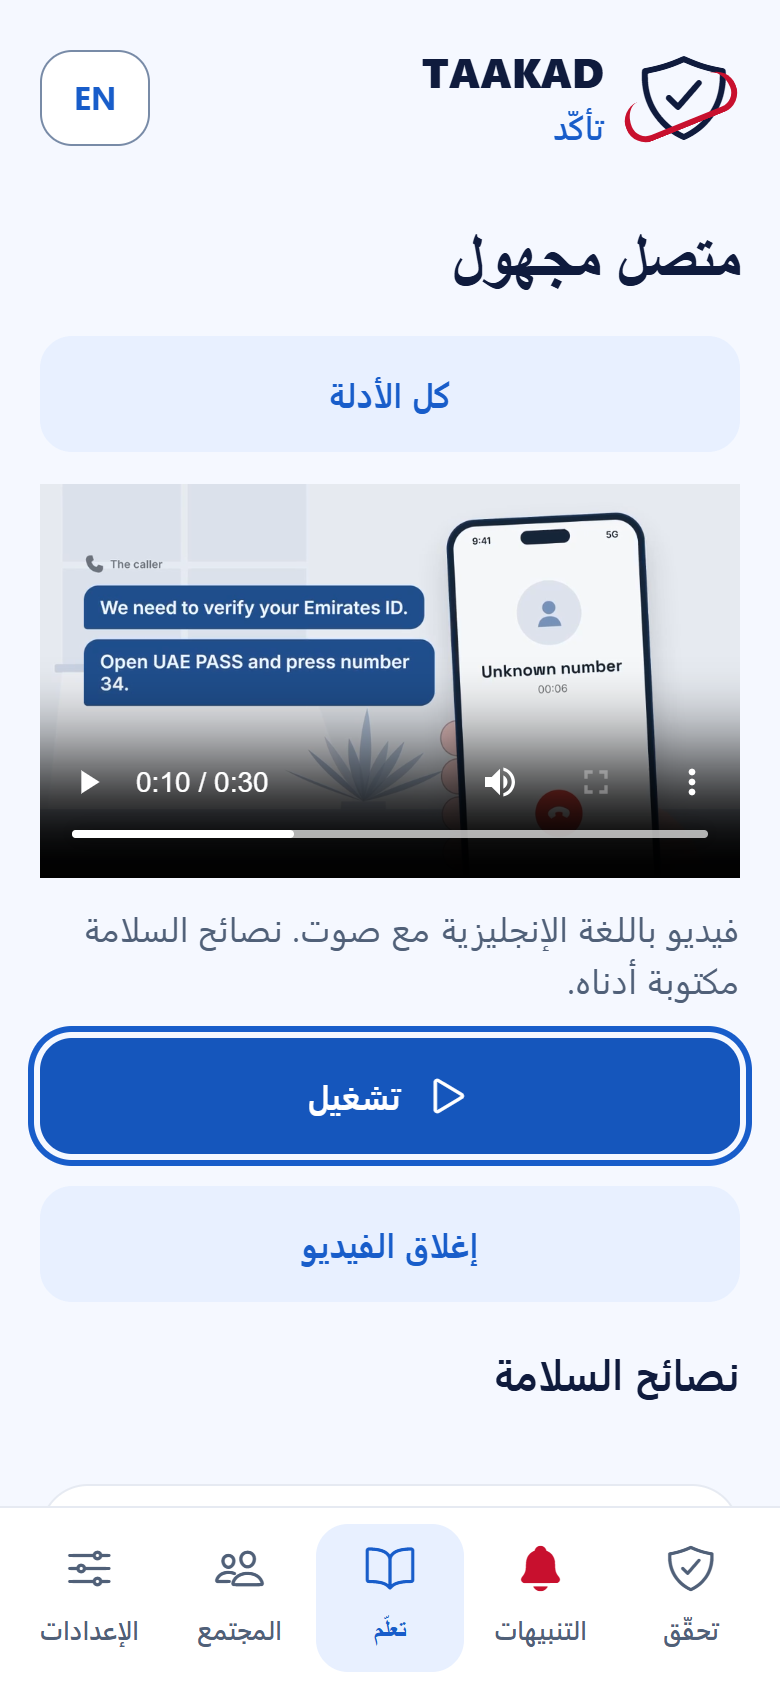 TAAKAD
تأكّد
EN
متصل مجهول
كل الأدلة
The caller
We need to verify your Emirates ID.
Open UAE PASS and press number
34.
9:41
5G
Unknown number
00:06
0:10 / 0:30
فيديو باللغة الإنجليزية مع صوت. نصائح السلامة
مكتوبة أدناه.
تشغيل
إغلاق الفيديو
نصائح السلامة
تحقّق
التنبيهات
تعلّم
المجتمع
الإعدادات